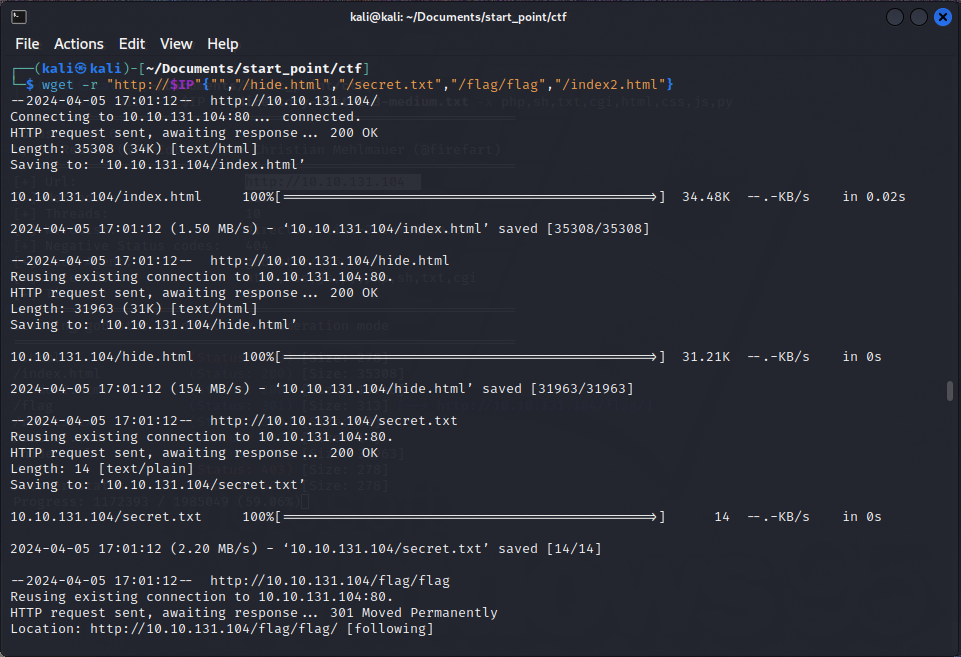 kali@kali: ~/Documents/start_point/ctf
File Actions Edit View Help
┌──(kali㉿kali)-[~/Documents/start_point/ctf]
└─$ wget -r "http://$IP"{"","/hide.html","/secret.txt","/flag/flag","/index2.html"}
--2024-04-05 17:01:12-- http://10.10.131.104/
Connecting to 10.10.131.104:80... connected.
HTTP request sent, awaiting response... 200 OK
Length: 35308 (34K) [text/html]
Saving to: ‘10.10.131.104/index.html’
10.10.131.104/index.html 100%[===================================================>] 34.48K --.-KB/s in 0.02s
2024-04-05 17:01:12 (1.50 MB/s) - ‘10.10.131.104/index.html’ saved [35308/35308]
--2024-04-05 17:01:12-- http://10.10.131.104/hide.html
Reusing existing connection to 10.10.131.104:80.
HTTP request sent, awaiting response... 200 OK
Length: 31963 (31K) [text/html]
Saving to: ‘10.10.131.104/hide.html’
10.10.131.104/hide.html 100%[===================================================>] 31.21K --.-KB/s in 0s
2024-04-05 17:01:12 (154 MB/s) - ‘10.10.131.104/hide.html’ saved [31963/31963]
--2024-04-05 17:01:12-- http://10.10.131.104/secret.txt
Reusing existing connection to 10.10.131.104:80.
HTTP request sent, awaiting response... 200 OK
Length: 14 [text/plain]
Saving to: ‘10.10.131.104/secret.txt’
10.10.131.104/secret.txt 100%[===================================================>] 14 --.-KB/s in 0s
2024-04-05 17:01:12 (2.20 MB/s) - ‘10.10.131.104/secret.txt’ saved [14/14]
--2024-04-05 17:01:12-- http://10.10.131.104/flag/flag
Reusing existing connection to 10.10.131.104:80.
HTTP request sent, awaiting response... 301 Moved Permanently
Location: http://10.10.131.104/flag/flag/ [following]